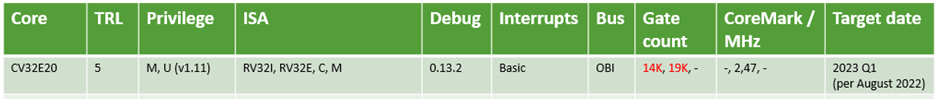 Core TRL Privilege ISA Debug Interrupts Bus Gate count CoreMark / MHz Target date
CV32E20 5 M, U (v1.11) RV32I, RV32E, C, M 0.13.2 Basic OBI 14K, 19K, - -, 2,47, - 2023 Q1 (per August 2022)